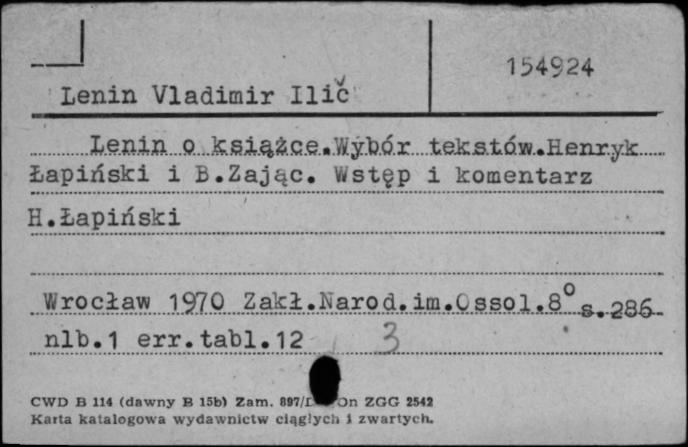 154924
Lenin Vladimir Ilič
Lenin o książce.Wybór tekstów.Henryk
Łapiński i B.Zając. Wstęp i komentarz
H.Łapiński
Wrocław 1970 Zakł.Narod.im.Ossol.8° s.286
nlb.1 err.tabl.12 3
CWD B 114 (dawny B 15b) Zam. ZGG 2542
Karta katalogowa wydawnictw ciągłych i zwartych.